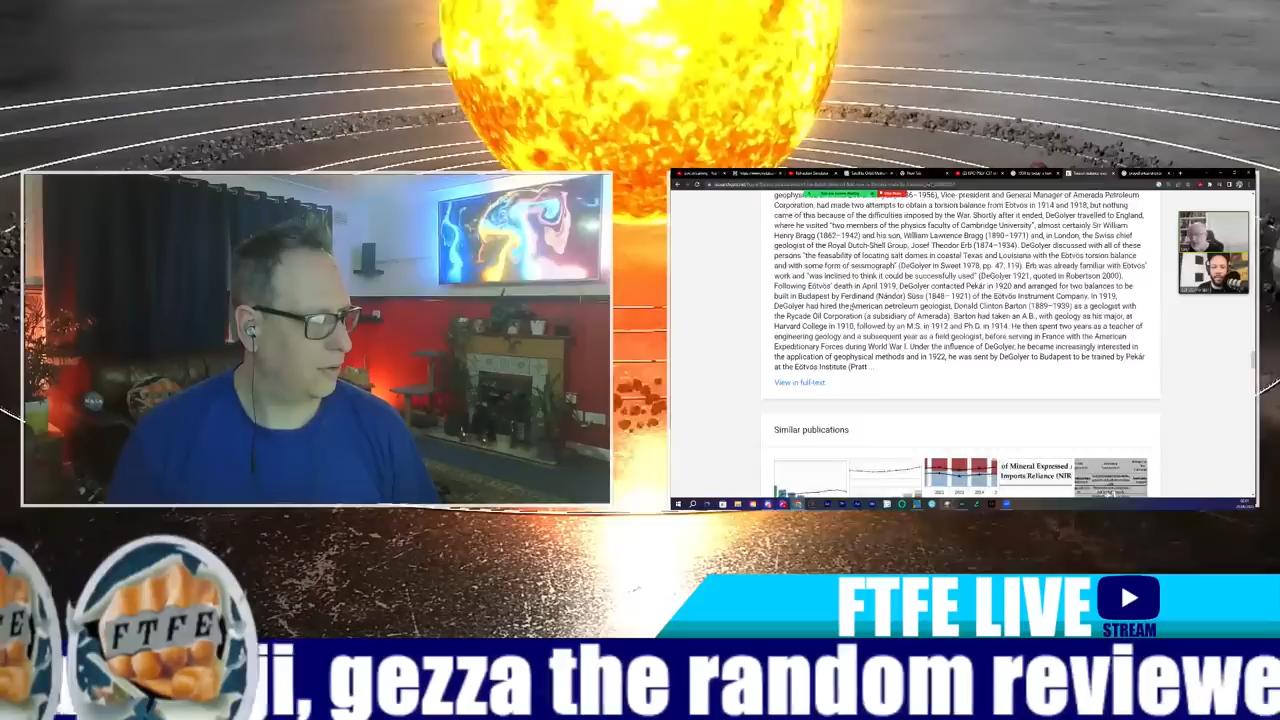 geophy
6–1956), Vice-president and General Manager of Amerada Petroleum
Corporation, had made two attempts to obtain a torsion balance from Eötvös in 1914 and 1918, but nothing
came of this because of the difficulties imposed by the War. Shortly after it ended, DeGolyer travelled to England,
where he visited "two members of the physics faculty of Cambridge University", almost certainly Sir William
Henry Bragg (1862–1942) and his son, William Lawrence Bragg (1890–1971) and, in London, the Swiss chief
geologist of the Royal Dutch-Shell Group, Josef Theodor Erb (1874–1934). DeGolyer discussed with all of these
persons "the feasability of locating salt domes in coastal Texas and Louisiana with the Eötvös torsion balance
and with some form of seismograph" (DeGolyer in Sweet 1978, pp. 47, 119). Erb was already familiar with Eötvös'
work and "was inclined to think it could be successfully used" (DeGolyer 1921, quoted in Robertson 2000).
Following Eötvös' death in April 1919, DeGolyer contacted Pekár in 1920 and arranged for two balances to be
built in Budapest by Ferdinand (Nándor) Süss (1848– 1921) of the Eötvös Instrument Company. In 1919,
DeGolyer had hired the American petroleum geologist, Donald Clinton Barton (1889–1939) as a geologist with
the Rycade Oil Corporation (a subsidiary of Amerada). Barton had taken an A.B., with geology as his major, at
Harvard College in 1910, followed by an M.S. in 1912 and Ph.D. in 1914. He then spent two years as a teacher of
engineering geology and a subsequent year as a field geologist, before serving in France with the American
Expeditionary Forces during World War I. Under the influence of DeGolyer, he became increasingly interested in
the application of geophysical methods and in 1922, he was sent by DeGolyer to Budapest to be trained by Pekár
at the Eötvös Institute (Pratt ...
View in full-text
Similar publications
of Mineral Expressed
Imports Reliance (NIR
FTFE LIVE
STREAM
FTFE
ji, gezza the random reviewe